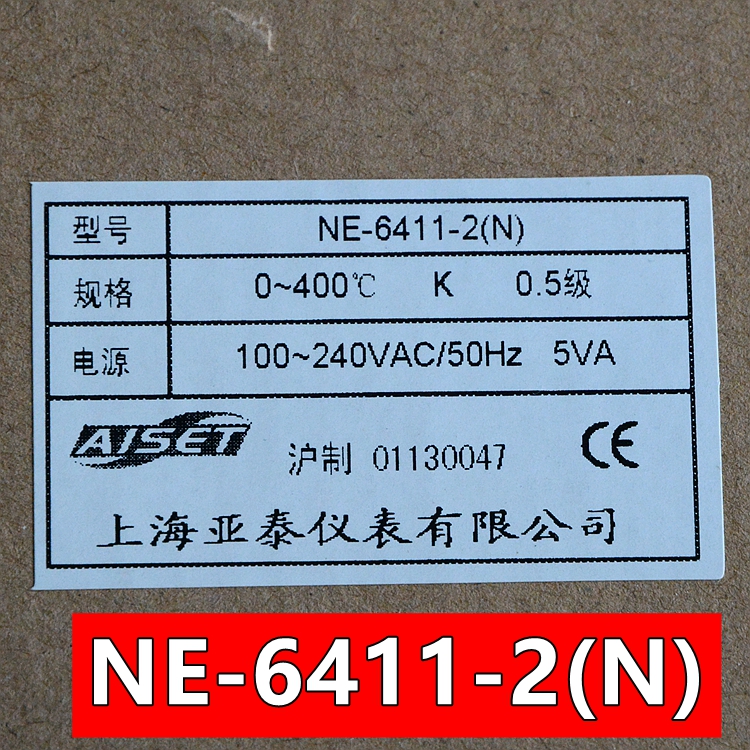 型号 NE-6411-2(N)
规格 0~400℃ K 0.5级
电源 100~240VAC/50Hz 5VA
AISET 沪制 01130047 CE
上海亚泰仪表有限公司
NE-6411-2(N)